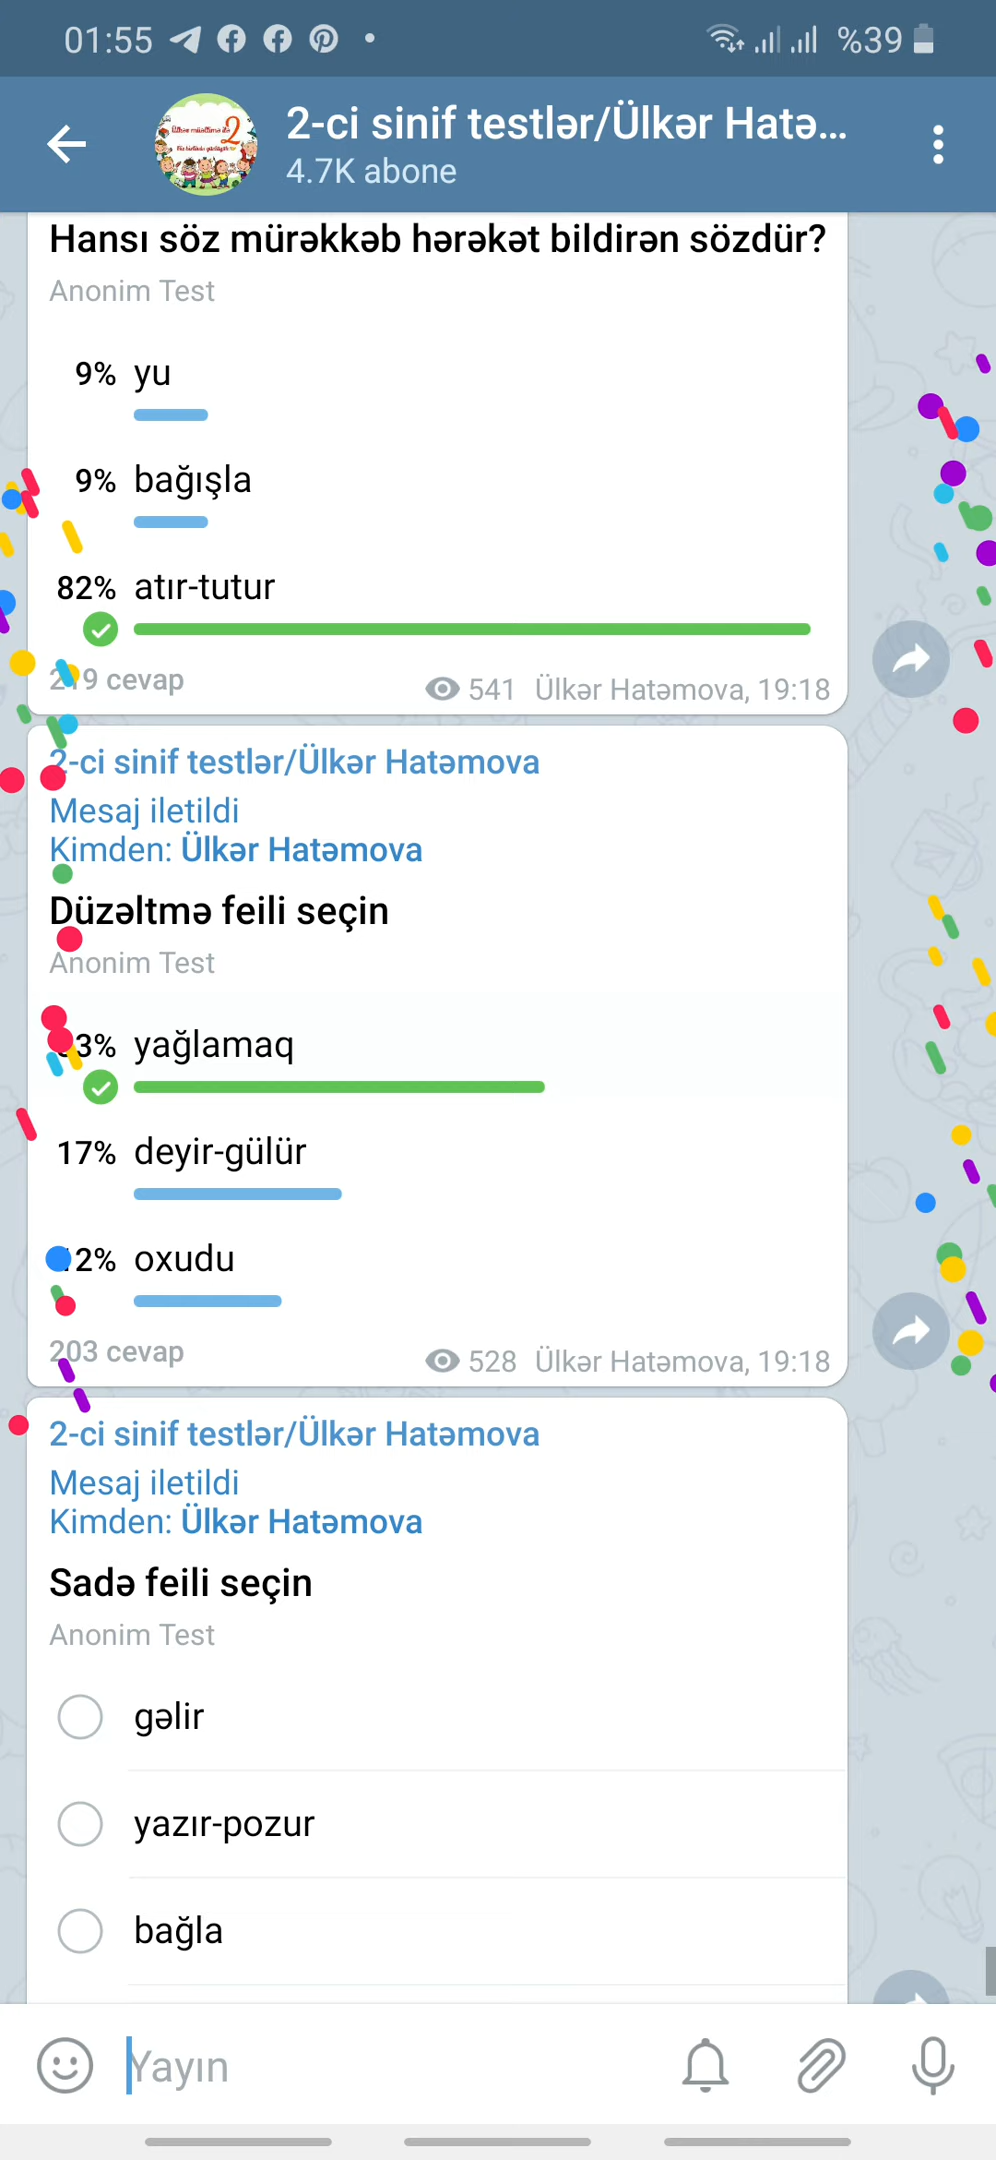 01:55 %39
2-ci sinif testlər/Ülkər Hatə...
4.7K abone
Hansı söz mürəkkəb hərəkət bildirən sözdür?
Anonim Test
9% yu
9% bağışla
82% atır-tutur
cevap
541 Ülkər Hatəmova, 19:18
2-ci sinif testlər/Ülkər Hatəmova
Mesaj iletildi
Kimden: Ülkər Hatəmova
Düzəltmə feili seçin
Anonim Test
yağlamaq
17% deyir-gülür
12% oxudu
203 cevap
528 Ülkər Hatəmova, 19:18
2-ci sinif testlər/Ülkər Hatəmova
Mesaj iletildi
Kimden: Ülkər Hatəmova
Sadə feili seçin
Anonim Test
gəlir
yazır-pozur
bağla
Yayın